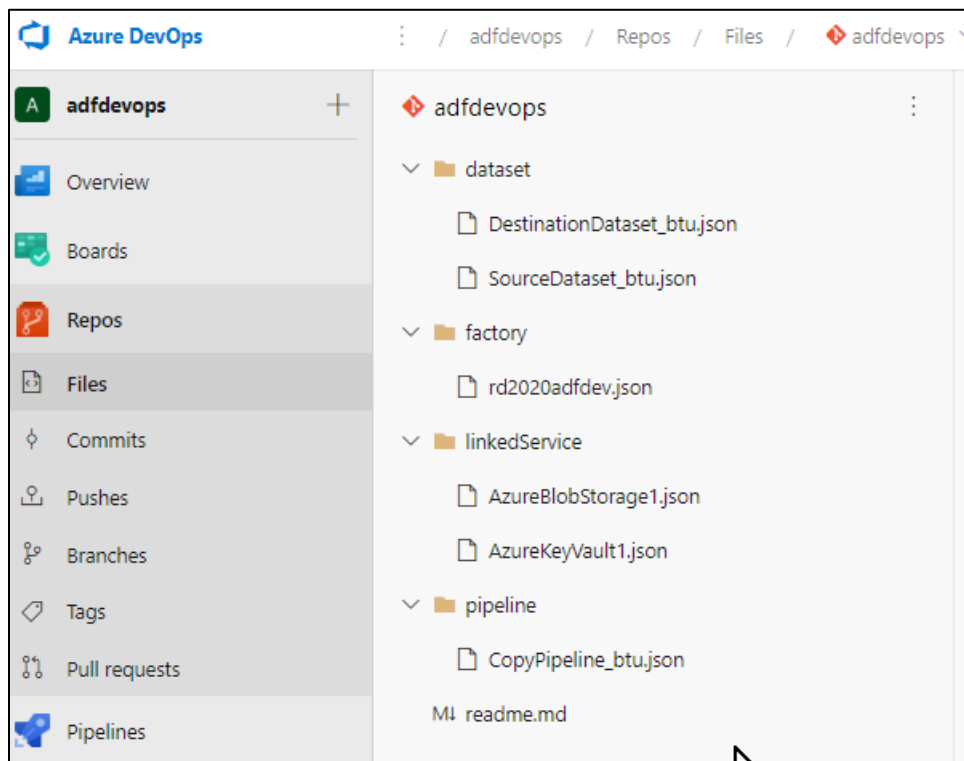 Azure DevOps
⋮ / adfdevops / Repos / Files / adfdevops
A adfdevops +
Overview
Boards
Repos
Files
Commits
Pushes
Branches
Tags
Pull requests
Pipelines
adfdevops
dataset
DestinationDataset_btu.json
SourceDataset_btu.json
factory
rd2020adfdev.json
linkedService
AzureBlobStorage1.json
AzureKeyVault1.json
pipeline
CopyPipeline_btu.json
M↓ readme.md